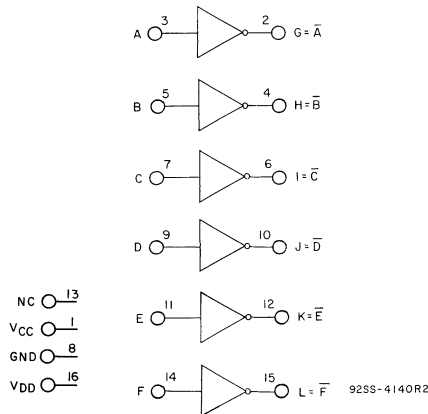 3 2
A G = A̅
5 4
B H = B̅
7 6
C I = C̅
9 10
D J = D̅
NC 13
11 12
E K = E̅
VCC 1
GND 8
VDD 16
14 15
F L = F̅ 92SS-4140R2